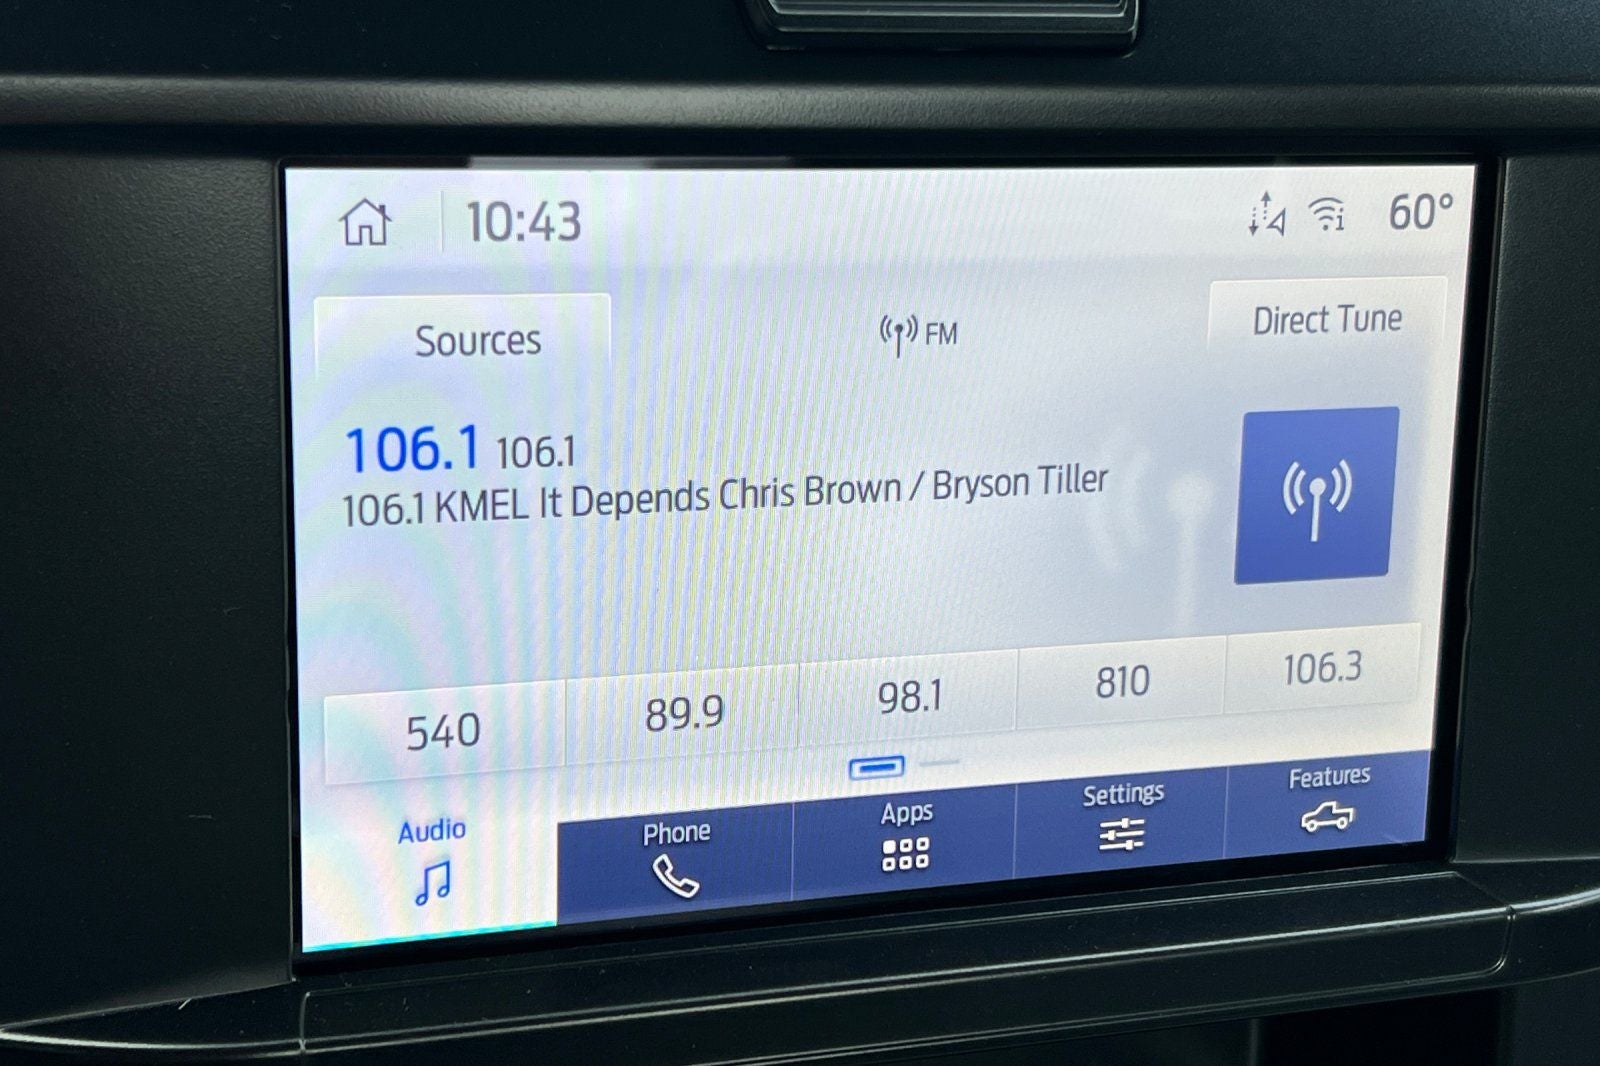 10:43
60°
Sources
FM
Direct Tune
106.1 106.1
106.1 KMEL It Depends Chris Brown / Bryson Tiller
540
89.9
98.1
810
106.3
Audio
Phone
Apps
Settings
Features